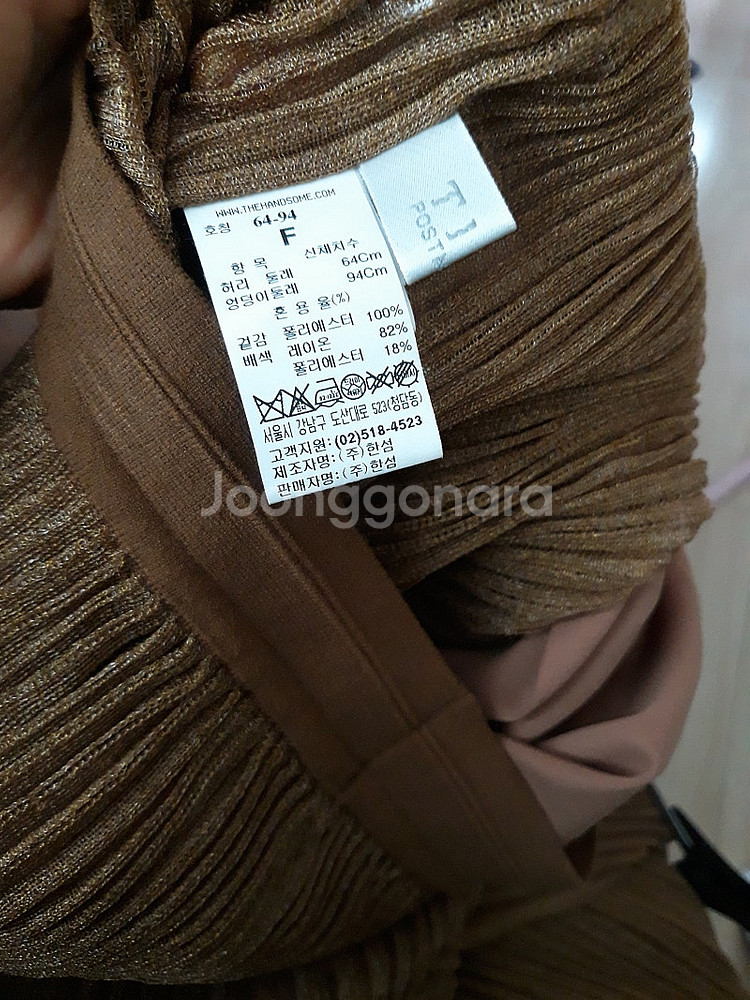 WWW.THEHANDSOME.COM
호칭 64-94
F
항 목 신체치수
허리 둘레 64Cm
엉덩이둘레 94Cm
혼 용 율(%)
겉감 폴리에스터 100%
배색 레이온 82%
폴리에스터 18%
서울시 강남구 도산대로 523(청담동)
고객지원:(02)518-4523
제조자명:(주)한섬
판매자명:(주)한섬
Joonggonara